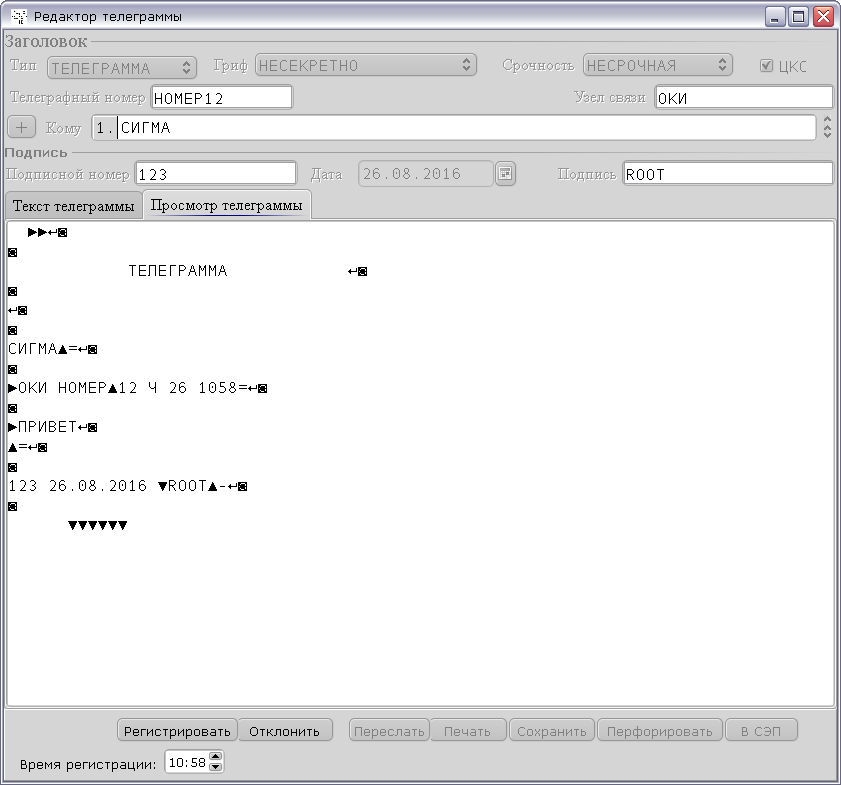 Редактор телеграммы
Заголовок
Тип ТЕЛЕГРАММА Гриф НЕСЕКРЕТНО Срочность НЕСРОЧНАЯ ЦКС
Телеграфный номер НОМЕР12 Узел связи ОКИ
+ Кому 1. СИГМА
Подпись
Подписной номер 123 Дата 26.08.2016 Подпись ROOT
Текст телеграммы Просмотр телеграммы
▶▶↵◙
◙
ТЕЛЕГРАММА ↵◙
◙
↵◙
◙
СИГМА▲=↵◙
◙
▶ОКИ НОМЕР▲12 Ч 26 1058=↵◙
◙
▶ПРИВЕТ↵◙
▲=↵◙
◙
123 26.08.2016 ▼ROOT▲-↵◙
◙
▼▼▼▼▼▼
Регистрировать Отклонить Переслать Печать Сохранить Перфорировать В СЭП
Время регистрации: 10:58